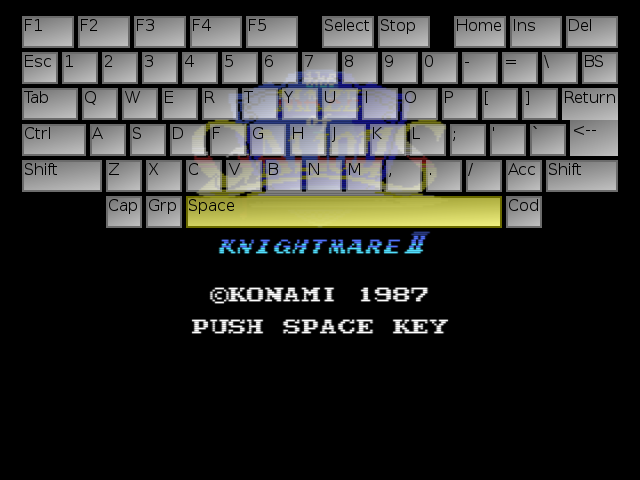 F1 F2 F3 F4 F5 Select Stop Home Ins Del
Esc 1 2 3 4 5 6 7 8 9 0 - = \ BS
Tab Q W E R T Y U I O P [ ] Return
Ctrl A S D F G H J K L ; ' ` <--
Shift Z X C V B N M , . / Acc Shift
Cap Grp Space Cod
KNIGHTMARE II
©KONAMI 1987
PUSH SPACE KEY